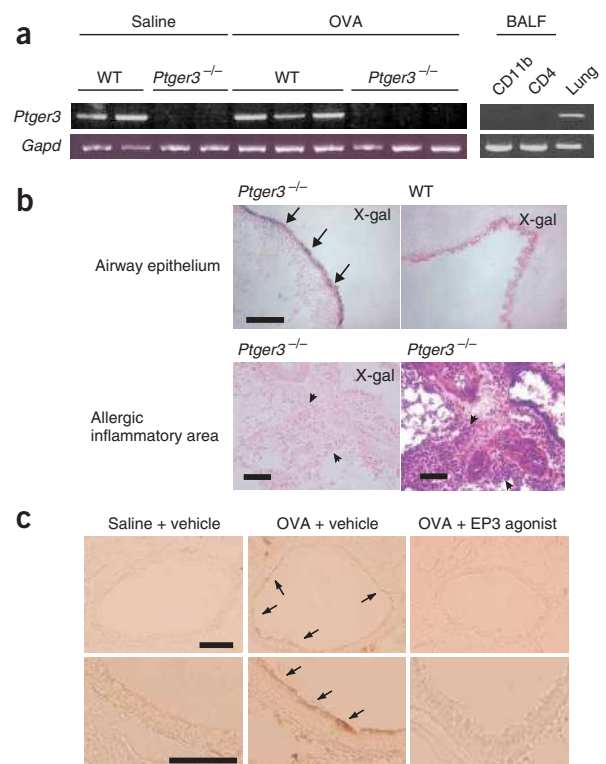 a
Saline
OVA
BALF
WT
Ptger3 –/–
WT
Ptger3 –/–
CD11b
CD4
Lung
Ptger3
Gapd
b
Ptger3 –/–
WT
X-gal
X-gal
Airway epithelium
Ptger3 –/–
Ptger3 –/–
X-gal
Allergic
inflammatory area
c
Saline + vehicle
OVA + vehicle
OVA + EP3 agonist